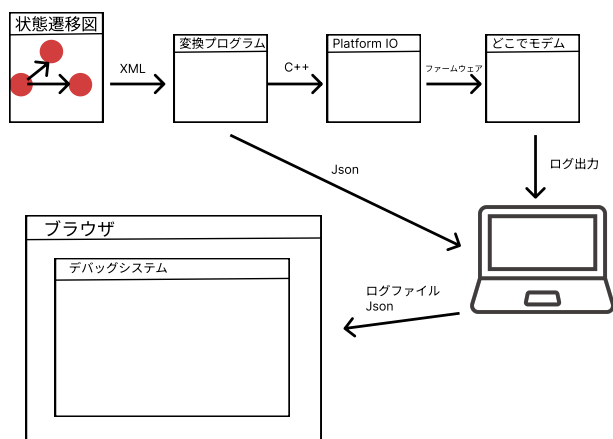 状態遷移図
変換プログラム
Platform IO
どこでモデム
XML
C++
ファームウェア
Json
ログ出力
ブラウザ
デバッグシステム
ログファイル
Json